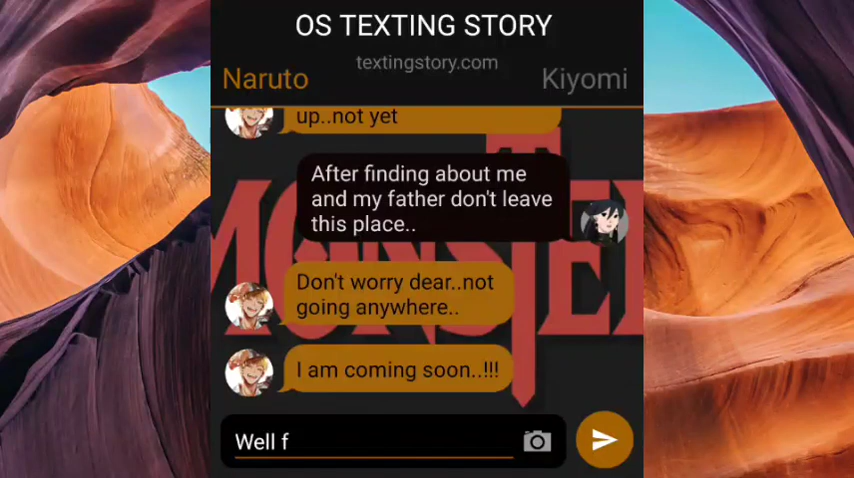 OS TEXTING STORY
textingstory.com
Naruto
Kiyomi
up..not yet
After finding about me
and my father don't leave
this place..
Don't worry dear..not
going anywhere..
I am coming soon..!!!
MONSTER
Well f